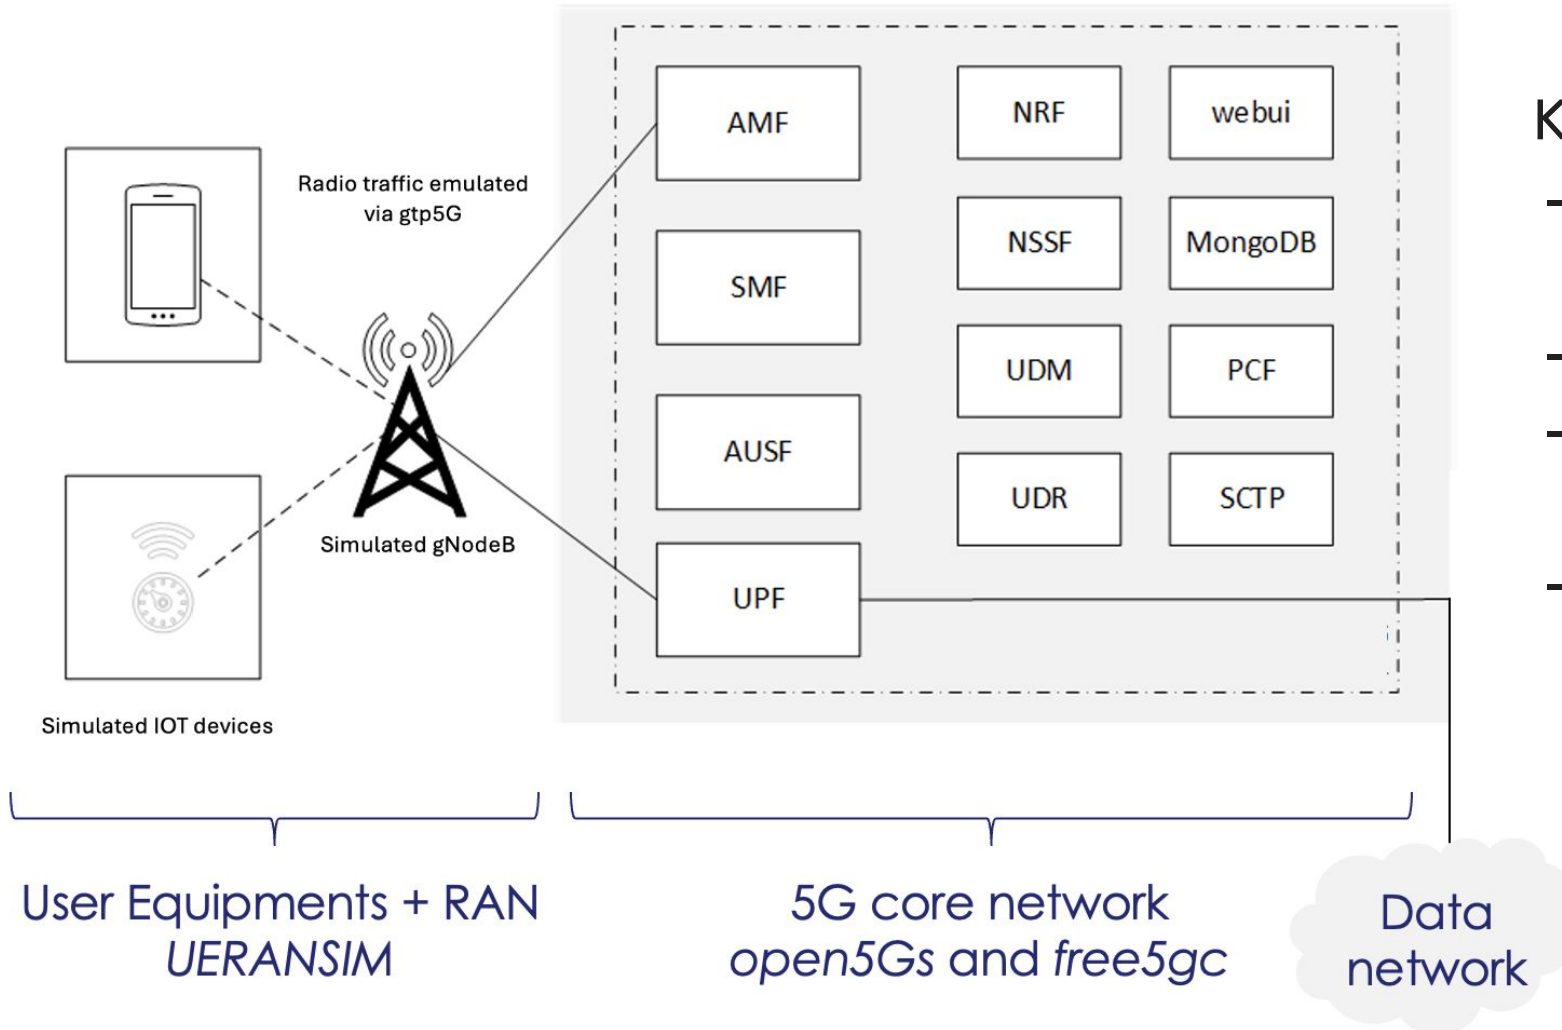 Radio traffic emulated
via gtp5G
Simulated gNodeB
Simulated IOT devices
AMF
SMF
AUSF
UPF
NRF
webui
NSSF
MongoDB
UDM
PCF
UDR
SCTP
K
User Equipments + RAN
UERANSIM
5G core network
open5Gs and free5gc
Data
network